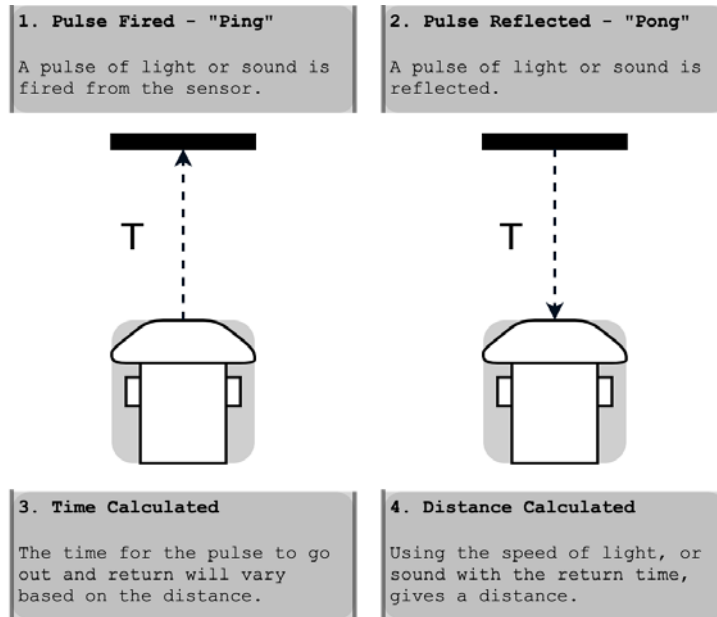 1. Pulse Fired - "Ping"
A pulse of light or sound is
fired from the sensor.
2. Pulse Reflected - "Pong"
A pulse of light or sound is
reflected.
T
T
3. Time Calculated
The time for the pulse to go
out and return will vary
based on the distance.
4. Distance Calculated
Using the speed of light, or
sound with the return time,
gives a distance.